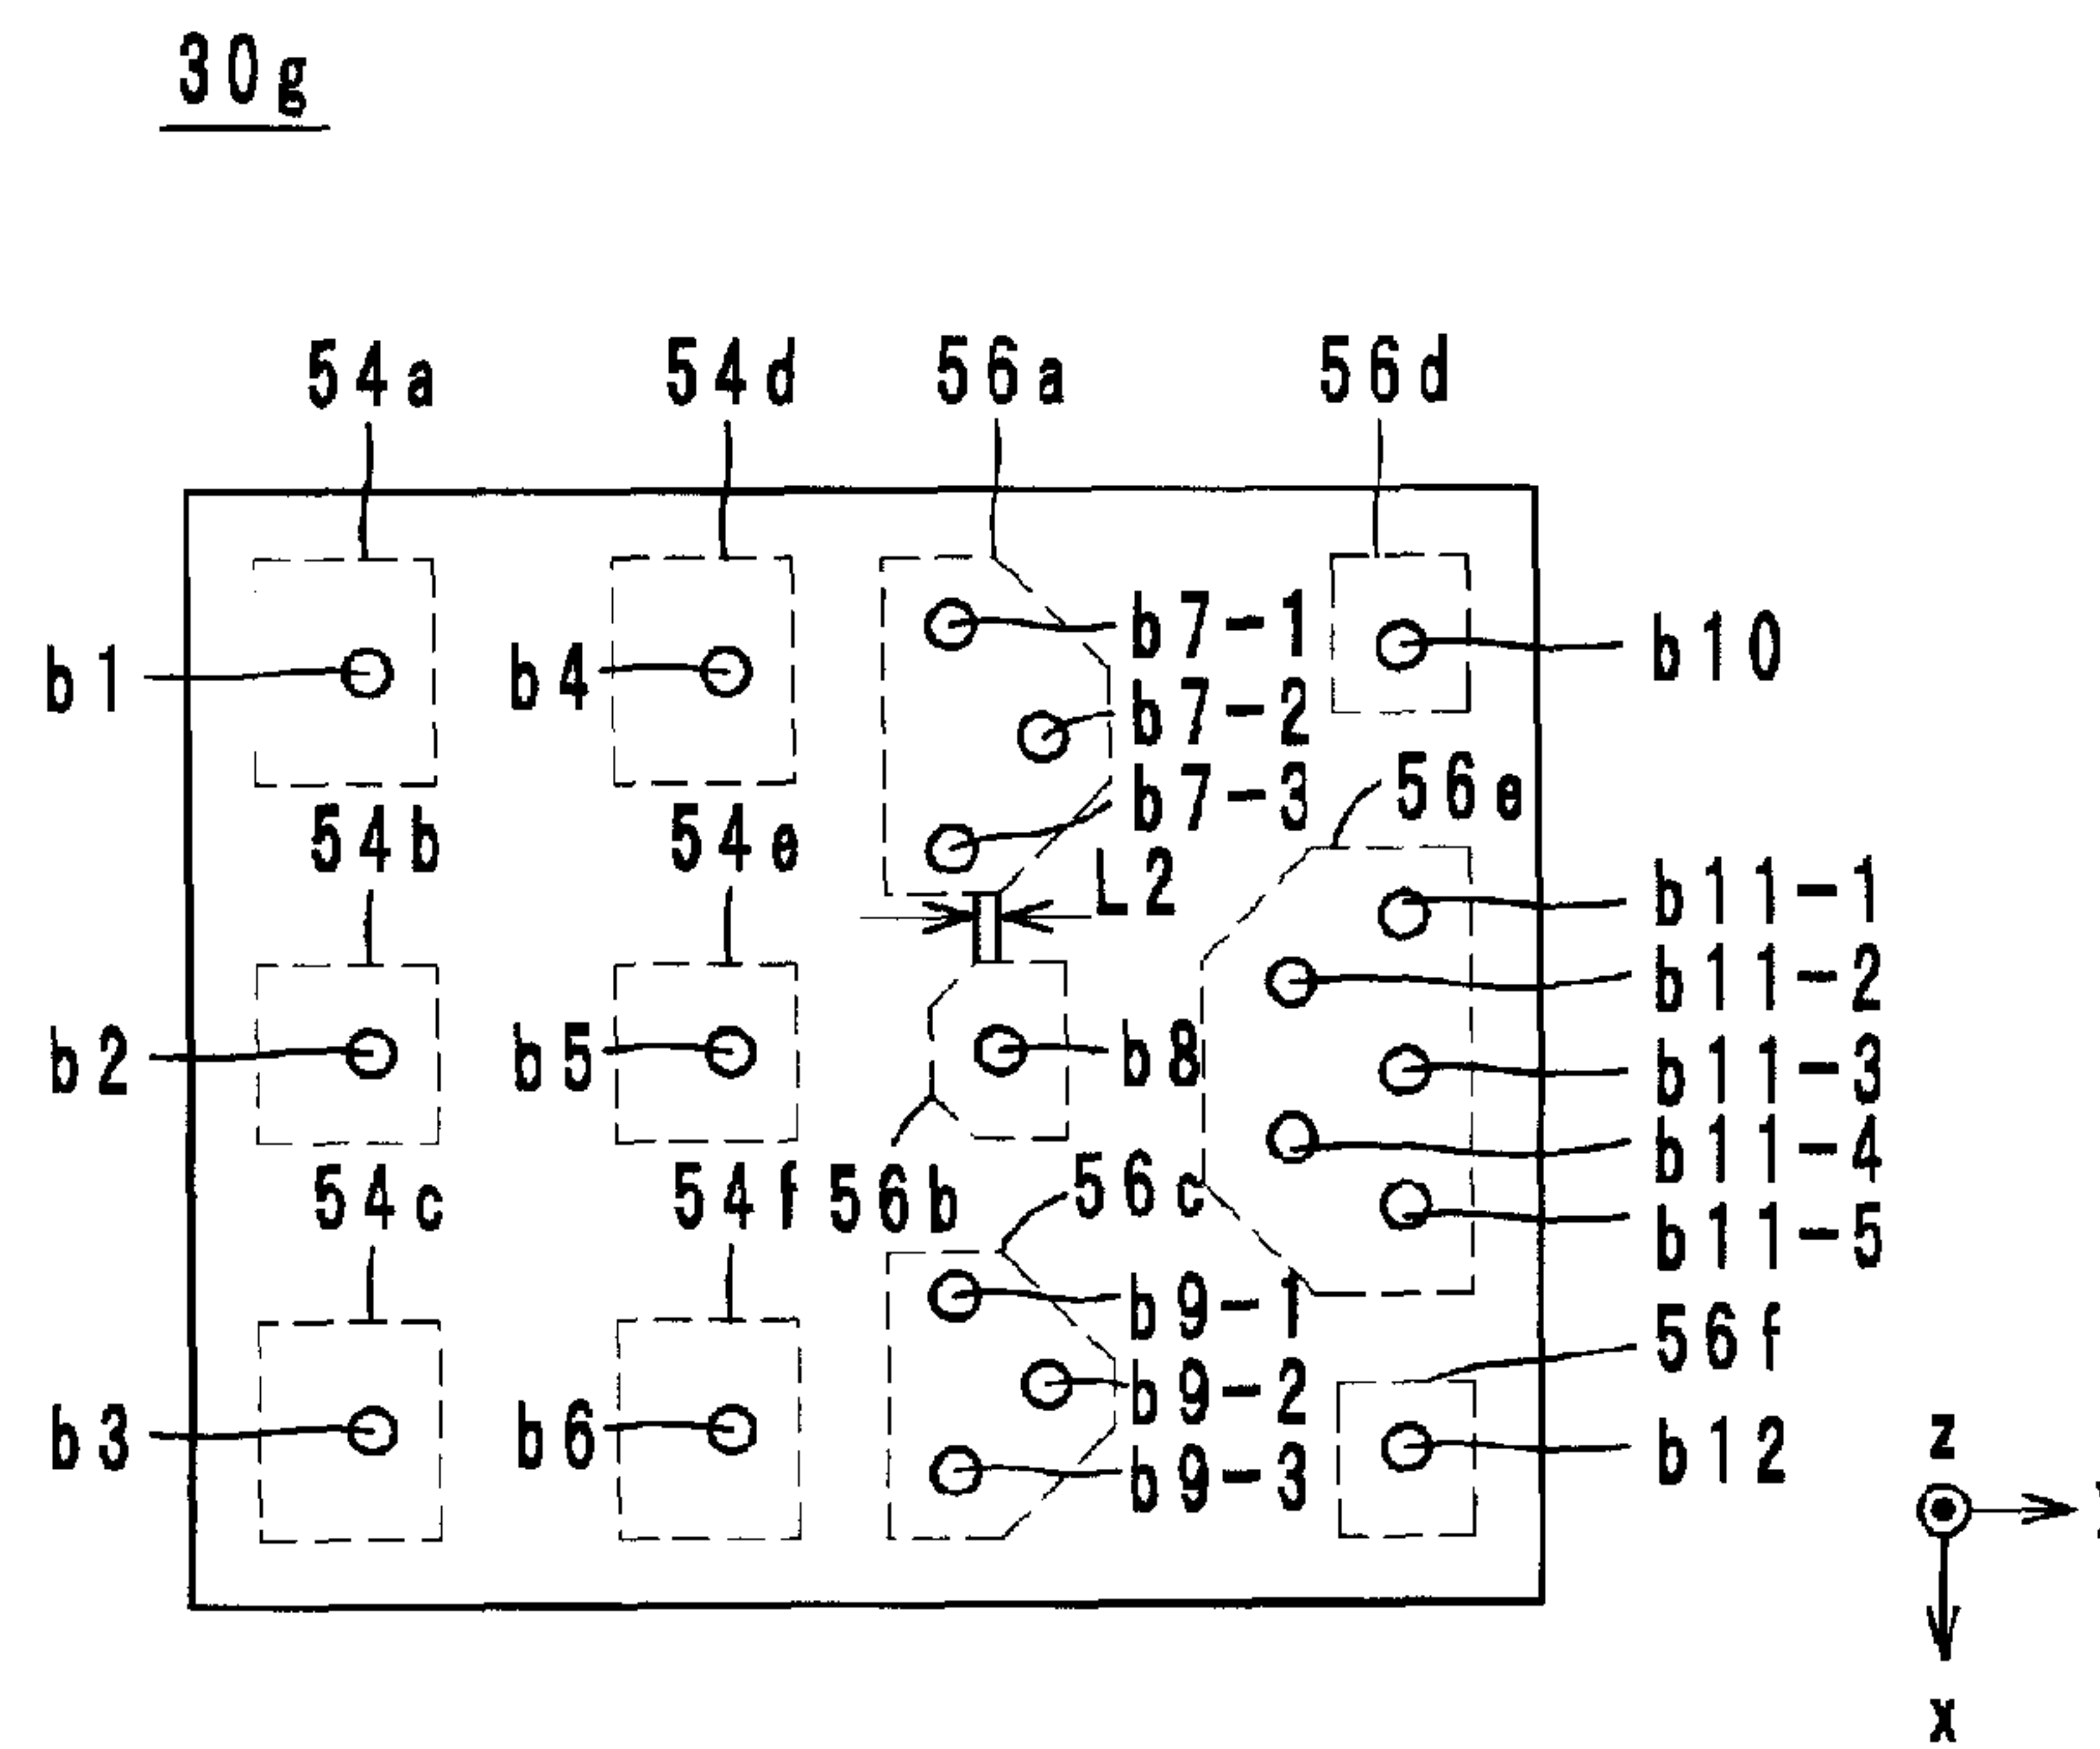 30g
54a 54d 56a 56d
b1 b4 b7-1 b10
b7-2
b7-3 56e
54b 54e L2
b11-1
b11-2
b2 b5 b8 b11-3
b11-4
54c 54f 56b 56c b11-5
b9-1
56f
b9-2
b3 b6 b9-3 b12
z
x